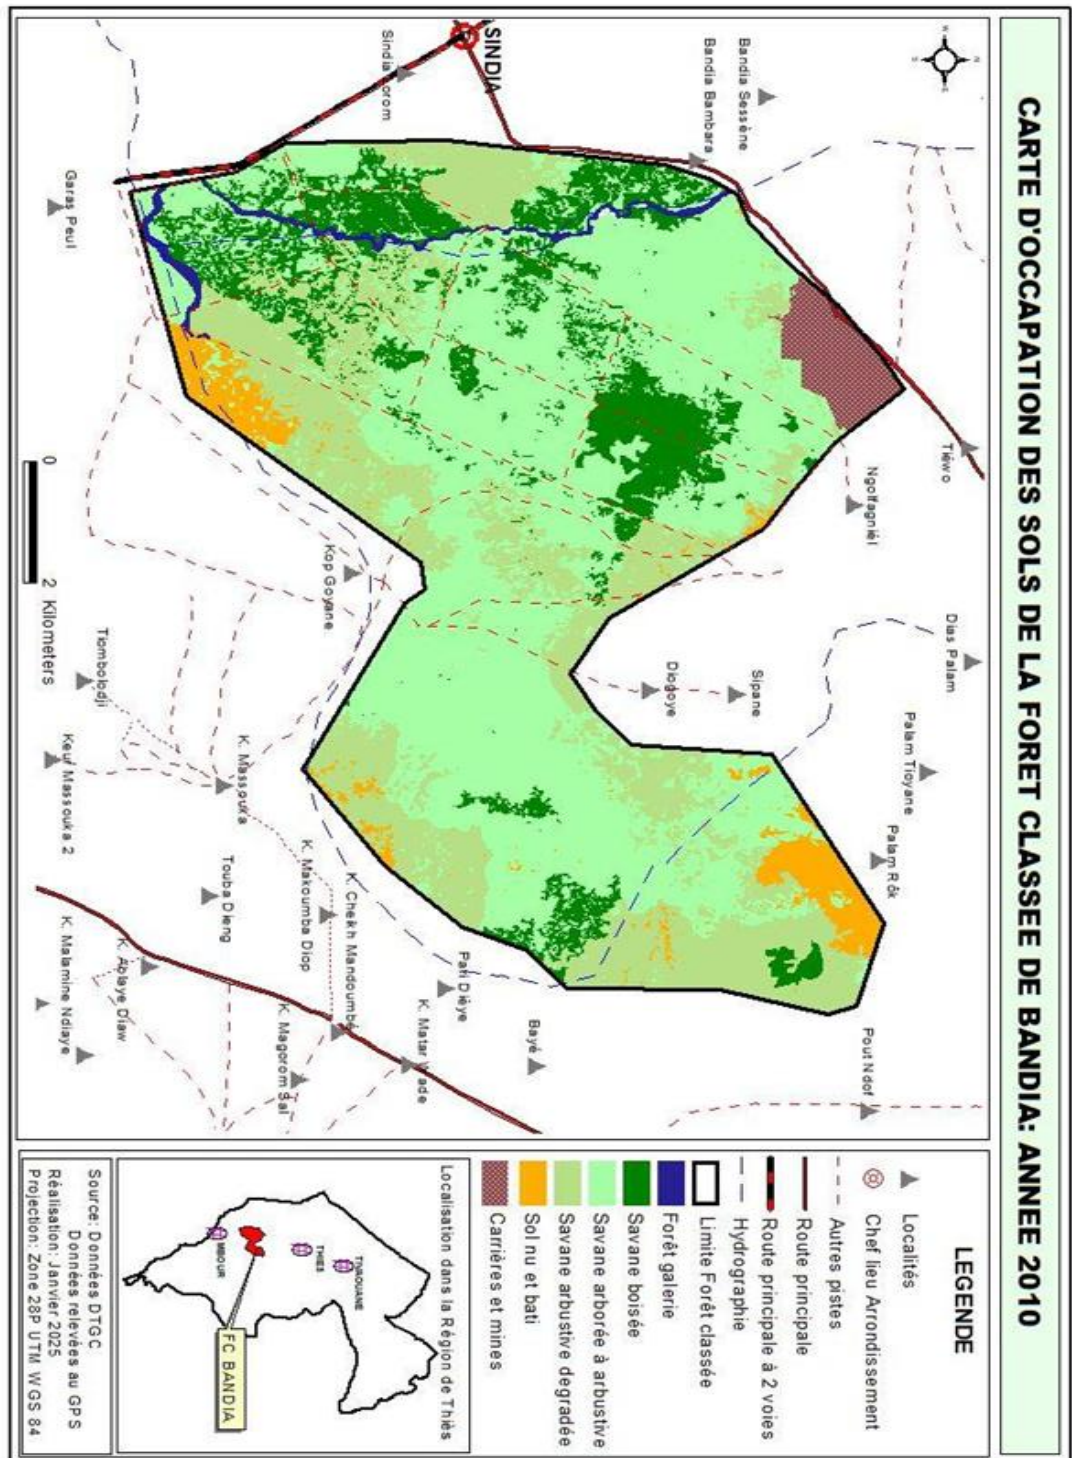 CARTE D'OCCAPATION DES SOLS DE LA FORET CLASSEE DE BANDIA: ANNEE 2010
N
W
E
S
Bandia Sessène
Bandia Bambara
SINDIA
Sindia Lorom
Garas Peul
Tiéwo
Ngolfagniél
Dias Palam
Palam Tioyane
Palam Rôk
Pout Ndof
Sipane
Diogoye
Kop Goyane
Tiombolodji
Keur Massouka 2
K. Massouka
Touba Dieng
K. Makoumba Diop
K. Cheikh Mandoumbé
Pari Diéye
Bayé
K. Matar Wade
K. Magorom Sal
K. Ablaye Diaw
K. Malamine Ndiaye
0 2 Kilometers
LEGENDE
Localités
Chef lieu Arrondissement
Autres pistes
Route principale
Route principale à 2 voies
Hydrographie
Limite Forêt classée
Forêt galerie
Savane boisée
Savane arborée à arbustive
Savane arbustive degradée
Sol nu et bati
Carrières et mines
Localisation dans la Région de Thiès
TIVAOUANE
THIES
MBOUR
FC BANDIA
Source: Données DTGC
Données relevées au GPS
Réalisation: Janvier 2025
Projection: Zone 28P UTM WGS 84